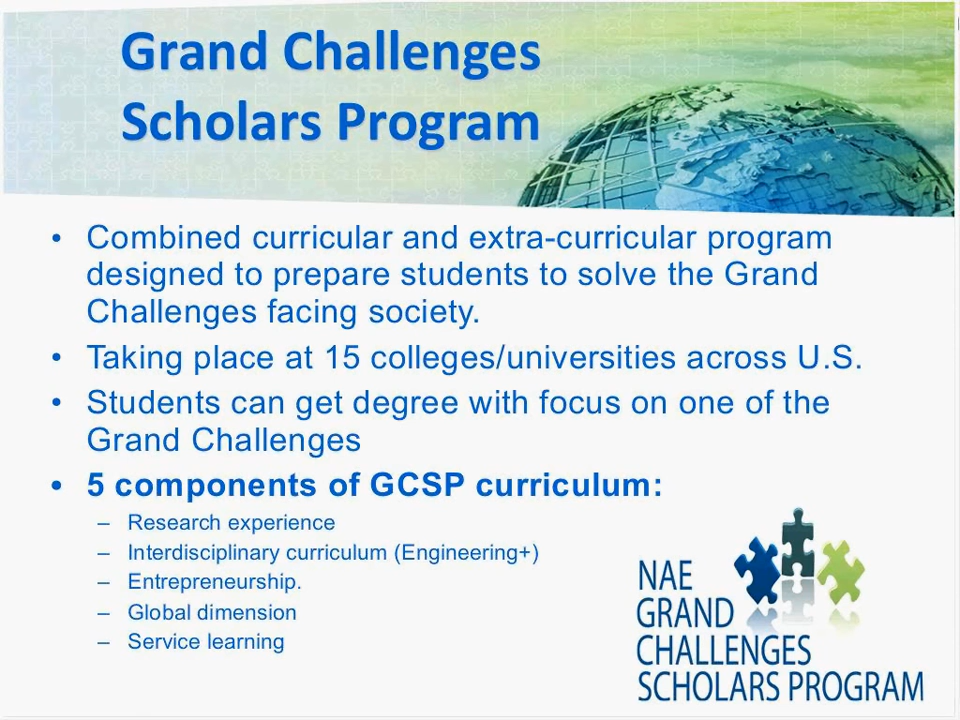 Grand Challenges
Scholars Program
• Combined curricular and extra-curricular program
designed to prepare students to solve the Grand
Challenges facing society.
• Taking place at 15 colleges/universities across U.S.
• Students can get degree with focus on one of the
Grand Challenges
• 5 components of GCSP curriculum:
– Research experience
– Interdisciplinary curriculum (Engineering+)
– Entrepreneurship.
– Global dimension
– Service learning
NAE
GRAND
CHALLENGES
SCHOLARS PROGRAM